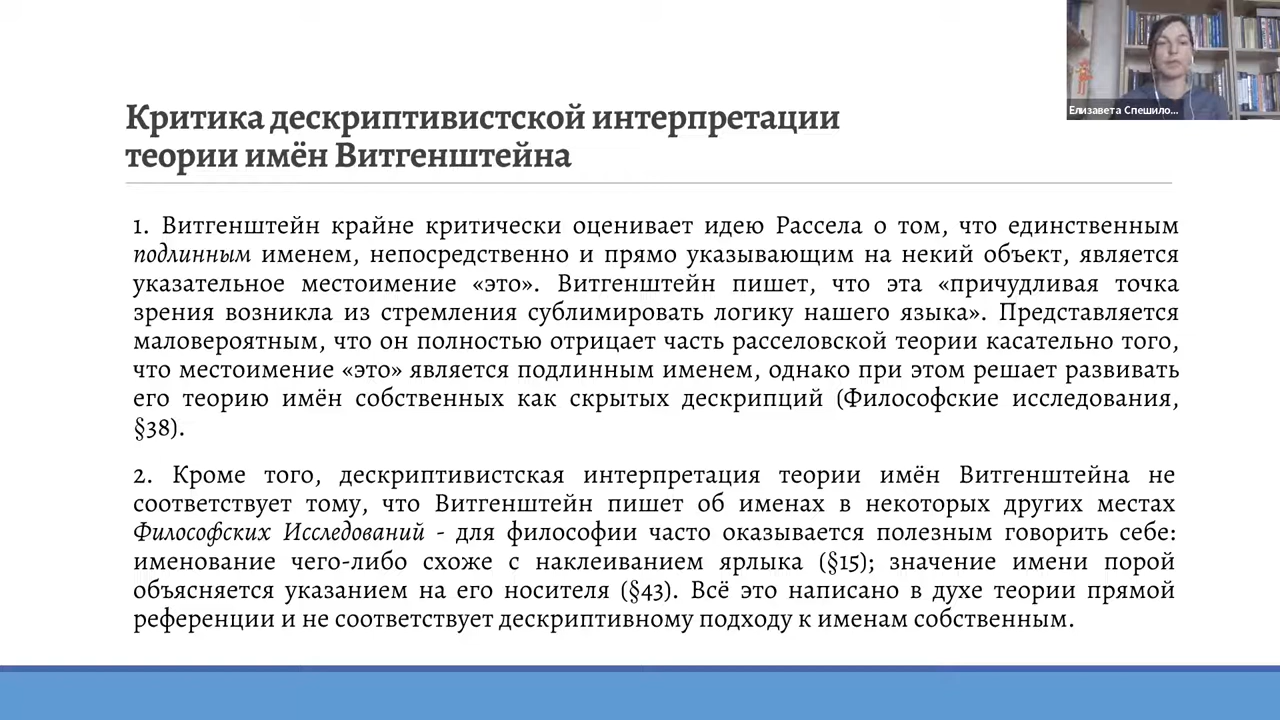 Елизавета Спешило...
Критика дескриптивистской интерпретации
теории имён Витгенштейна
1. Витгенштейн крайне критически оценивает идею Рассела о том, что единственным
подлинным именем, непосредственно и прямо указывающим на некий объект, является
указательное местоимение «это». Витгенштейн пишет, что эта «причудливая точка
зрения возникла из стремления сублимировать логику нашего языка». Представляется
маловероятным, что он полностью отрицает часть расселовской теории касательно того,
что местоимение «это» является подлинным именем, однако при этом решает развивать
его теорию имён собственных как скрытых дескрипций (Философские исследования,
§38).
2. Кроме того, дескриптивистская интерпретация теории имён Витгенштейна не
соответствует тому, что Витгенштейн пишет об именах в некоторых других местах
Философских Исследований - для философии часто оказывается полезным говорить себе:
именование чего-либо схоже с наклеиванием ярлыка (§15); значение имени порой
объясняется указанием на его носителя (§43). Всё это написано в духе теории прямой
референции и не соответствует дескриптивному подходу к именам собственным.